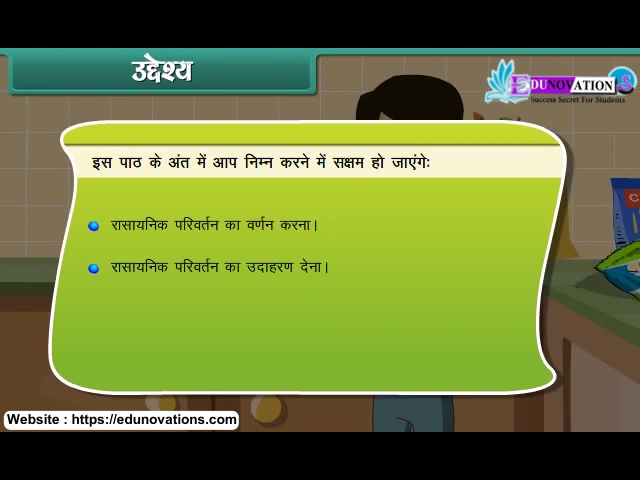 उद्देश्य
EDUNOVATIONS
Success Secret For Students
इस पाठ के अंत में आप निम्न करने में सक्षम हो जाएंगे:
रासायनिक परिवर्तन का वर्णन करना।
रासायनिक परिवर्तन का उदाहरण देना।
Website : https://edunovations.com